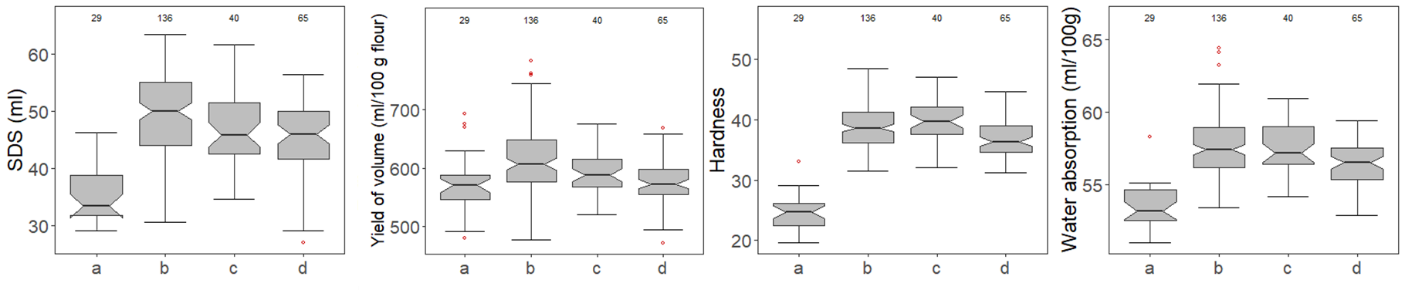 29 136 40 65
SDS (ml)
60
50
40
30
a b c d
29 136 40 65
Yield of volume (ml/100 g flour)
700
600
500
a b c d
29 136 40 65
Hardness
50
40
30
20
a b c d
29 136 40 65
Water absorption (ml/100g)
65
60
55
a b c d